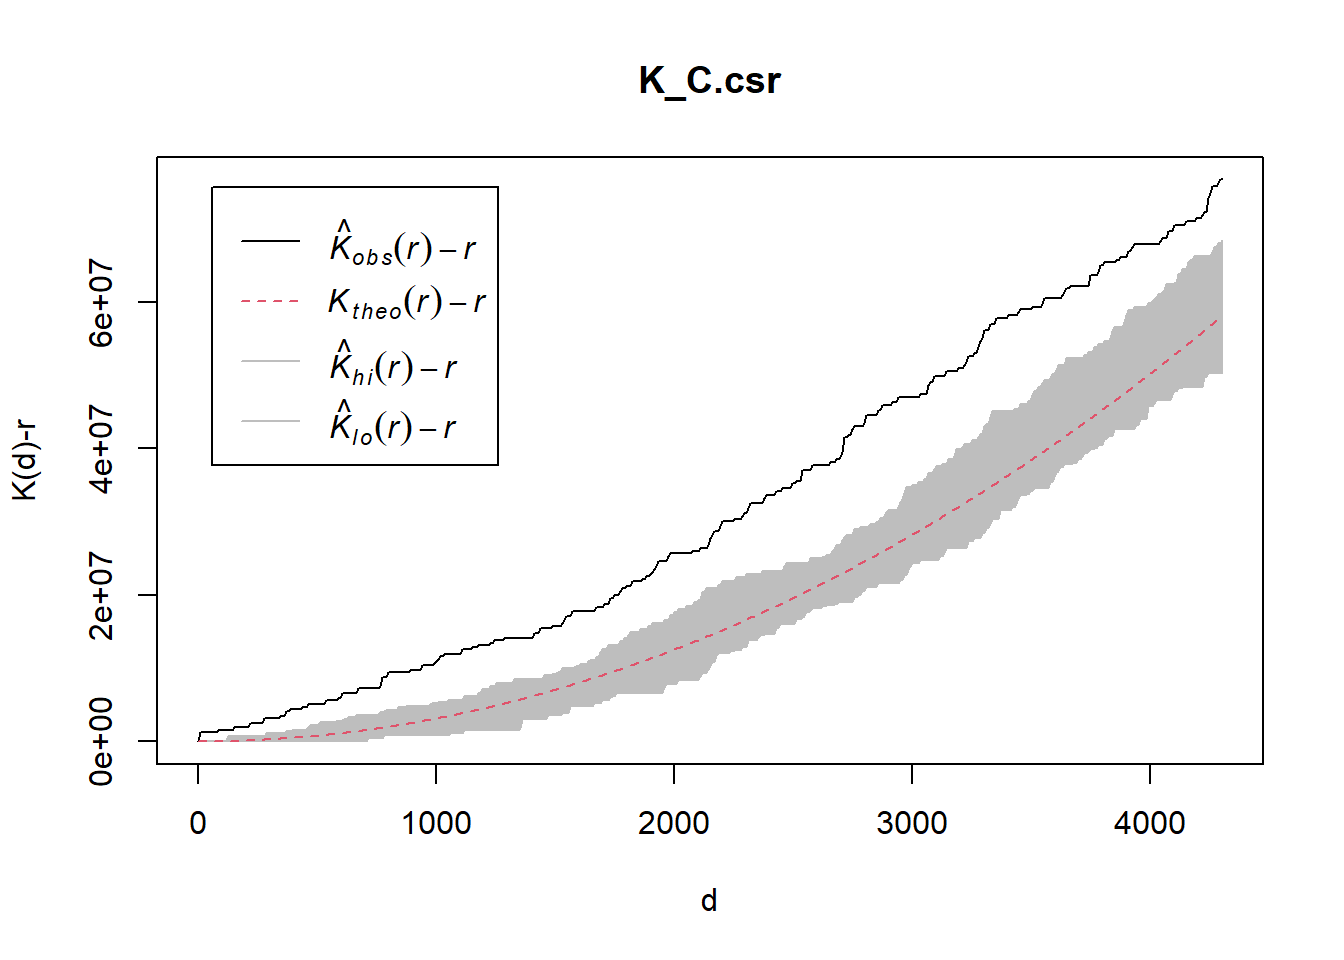 K_C.csr
K̂obs(r) – r
Ktheo(r) – r
K̂hi(r) – r
K̂lo(r) – r
K(d)-r
6e+07
4e+07
2e+07
0e+00
0 1000 2000 3000 4000
d